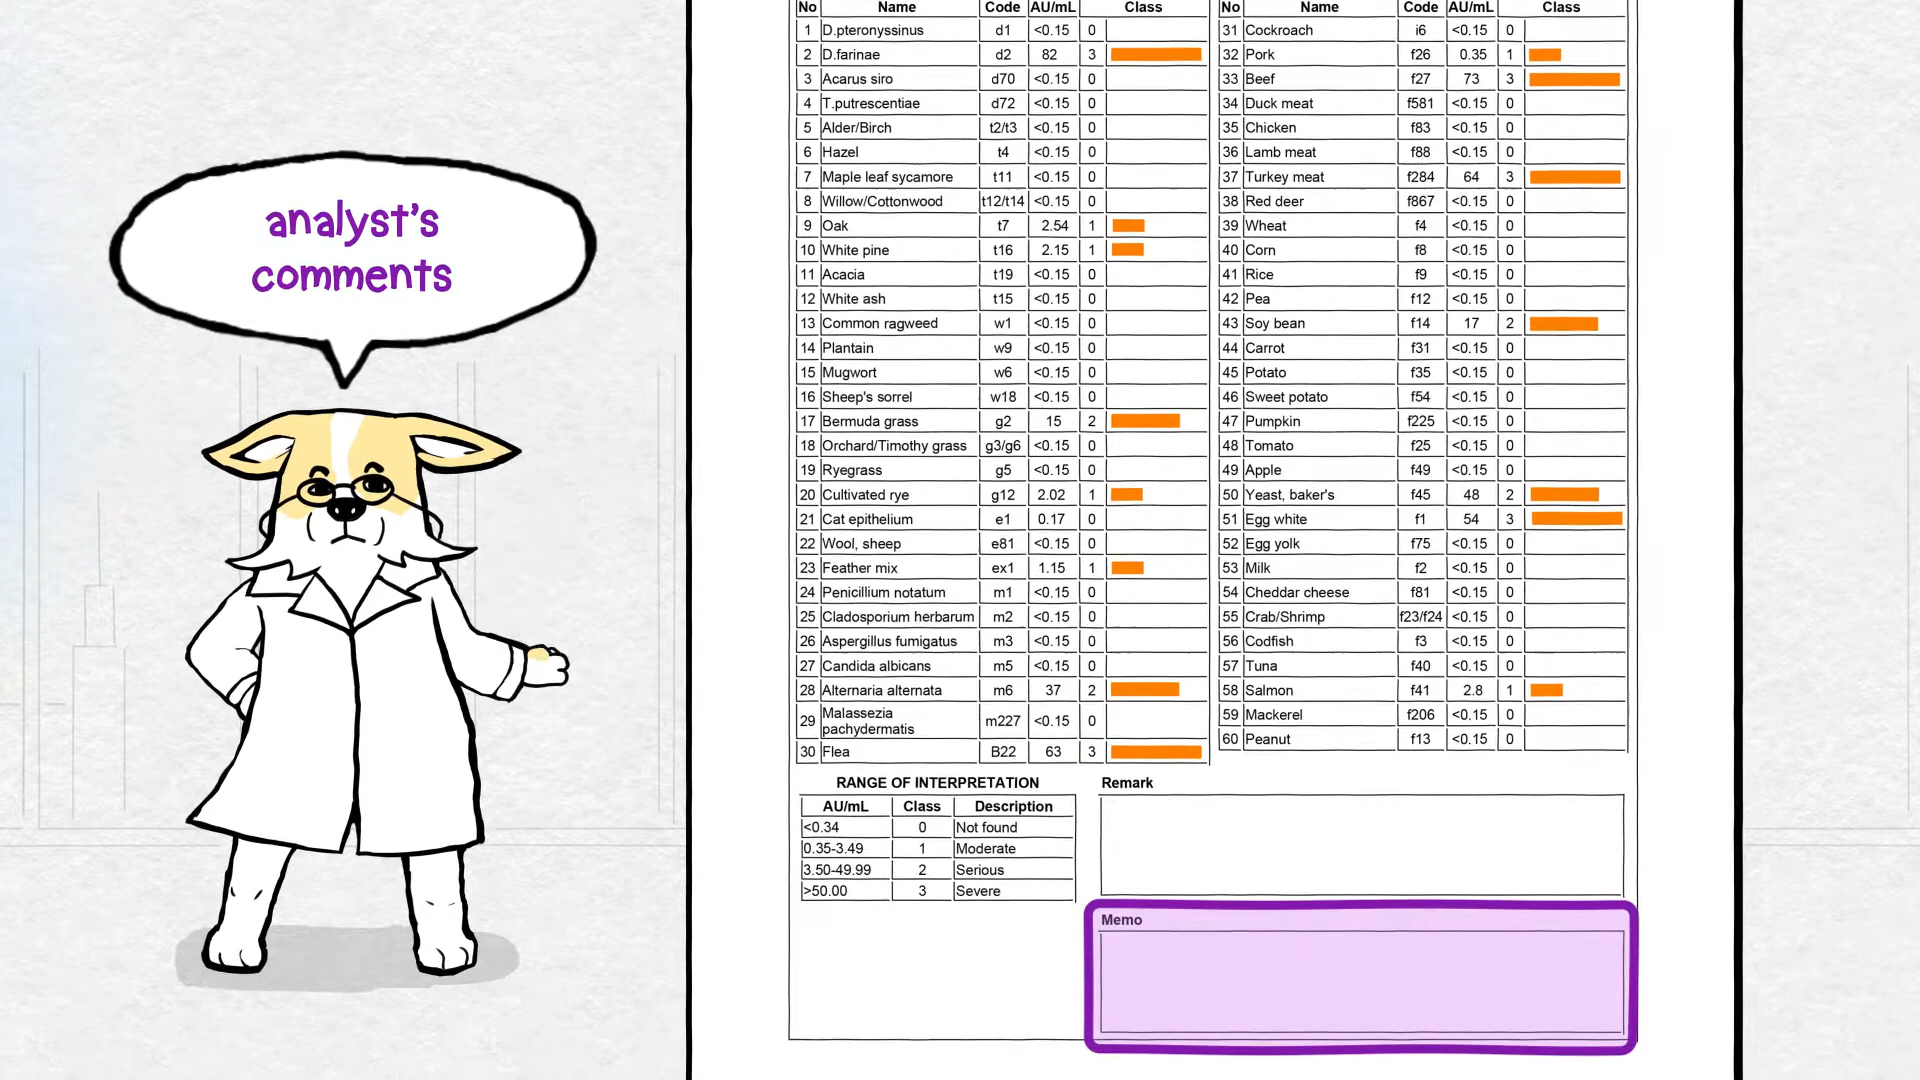 analyst's
comments
No Name Code AU/mL Class
1 D.pteronyssinus d1 <0.15 0
2 D.farinae d2 82 3
3 Acarus siro d70 <0.15 0
4 T.putrescentiae d72 <0.15 0
5 Alder/Birch t2/t3 <0.15 0
6 Hazel t4 <0.15 0
7 Maple leaf sycamore t11 <0.15 0
8 Willow/Cottonwood t12/t14 <0.15 0
9 Oak t7 2.54 1
10 White pine t16 2.15 1
11 Acacia t19 <0.15 0
12 White ash t15 <0.15 0
13 Common ragweed w1 <0.15 0
14 Plantain w9 <0.15 0
15 Mugwort w6 <0.15 0
16 Sheep's sorrel w18 <0.15 0
17 Bermuda grass g2 15 2
18 Orchard/Timothy grass g3/g6 <0.15 0
19 Ryegrass g5 <0.15 0
20 Cultivated rye g12 2.02 1
21 Cat epithelium e1 0.17 0
22 Wool, sheep e81 <0.15 0
23 Feather mix ex1 1.15 1
24 Penicillium notatum m1 <0.15 0
25 Cladosporium herbarum m2 <0.15 0
26 Aspergillus fumigatus m3 <0.15 0
27 Candida albicans m5 <0.15 0
28 Alternaria alternata m6 37 2
29 Malassezia
pachydermatis m227 <0.15 0
30 Flea B22 63 3
No Name Code AU/mL Class
31 Cockroach i6 <0.15 0
32 Pork f26 0.35 1
33 Beef f27 73 3
34 Duck meat f581 <0.15 0
35 Chicken f83 <0.15 0
36 Lamb meat f88 <0.15 0
37 Turkey meat f284 64 3
38 Red deer f867 <0.15 0
39 Wheat f4 <0.15 0
40 Corn f8 <0.15 0
41 Rice f9 <0.15 0
42 Pea f12 <0.15 0
43 Soy bean f14 17 2
44 Carrot f31 <0.15 0
45 Potato f35 <0.15 0
46 Sweet potato f54 <0.15 0
47 Pumpkin f225 <0.15 0
48 Tomato f25 <0.15 0
49 Apple f49 <0.15 0
50 Yeast, baker's f45 48 2
51 Egg white f1 54 3
52 Egg yolk f75 <0.15 0
53 Milk f2 <0.15 0
54 Cheddar cheese f81 <0.15 0
55 Crab/Shrimp f23/f24 <0.15 0
56 Codfish f3 <0.15 0
57 Tuna f40 <0.15 0
58 Salmon f41 2.8 1
59 Mackerel f206 <0.15 0
60 Peanut f13 <0.15 0
RANGE OF INTERPRETATION
AU/mL Class Description
<0.34 0 Not found
0.35-3.49 1 Moderate
3.50-49.99 2 Serious
>50.00 3 Severe
Remark
Memo